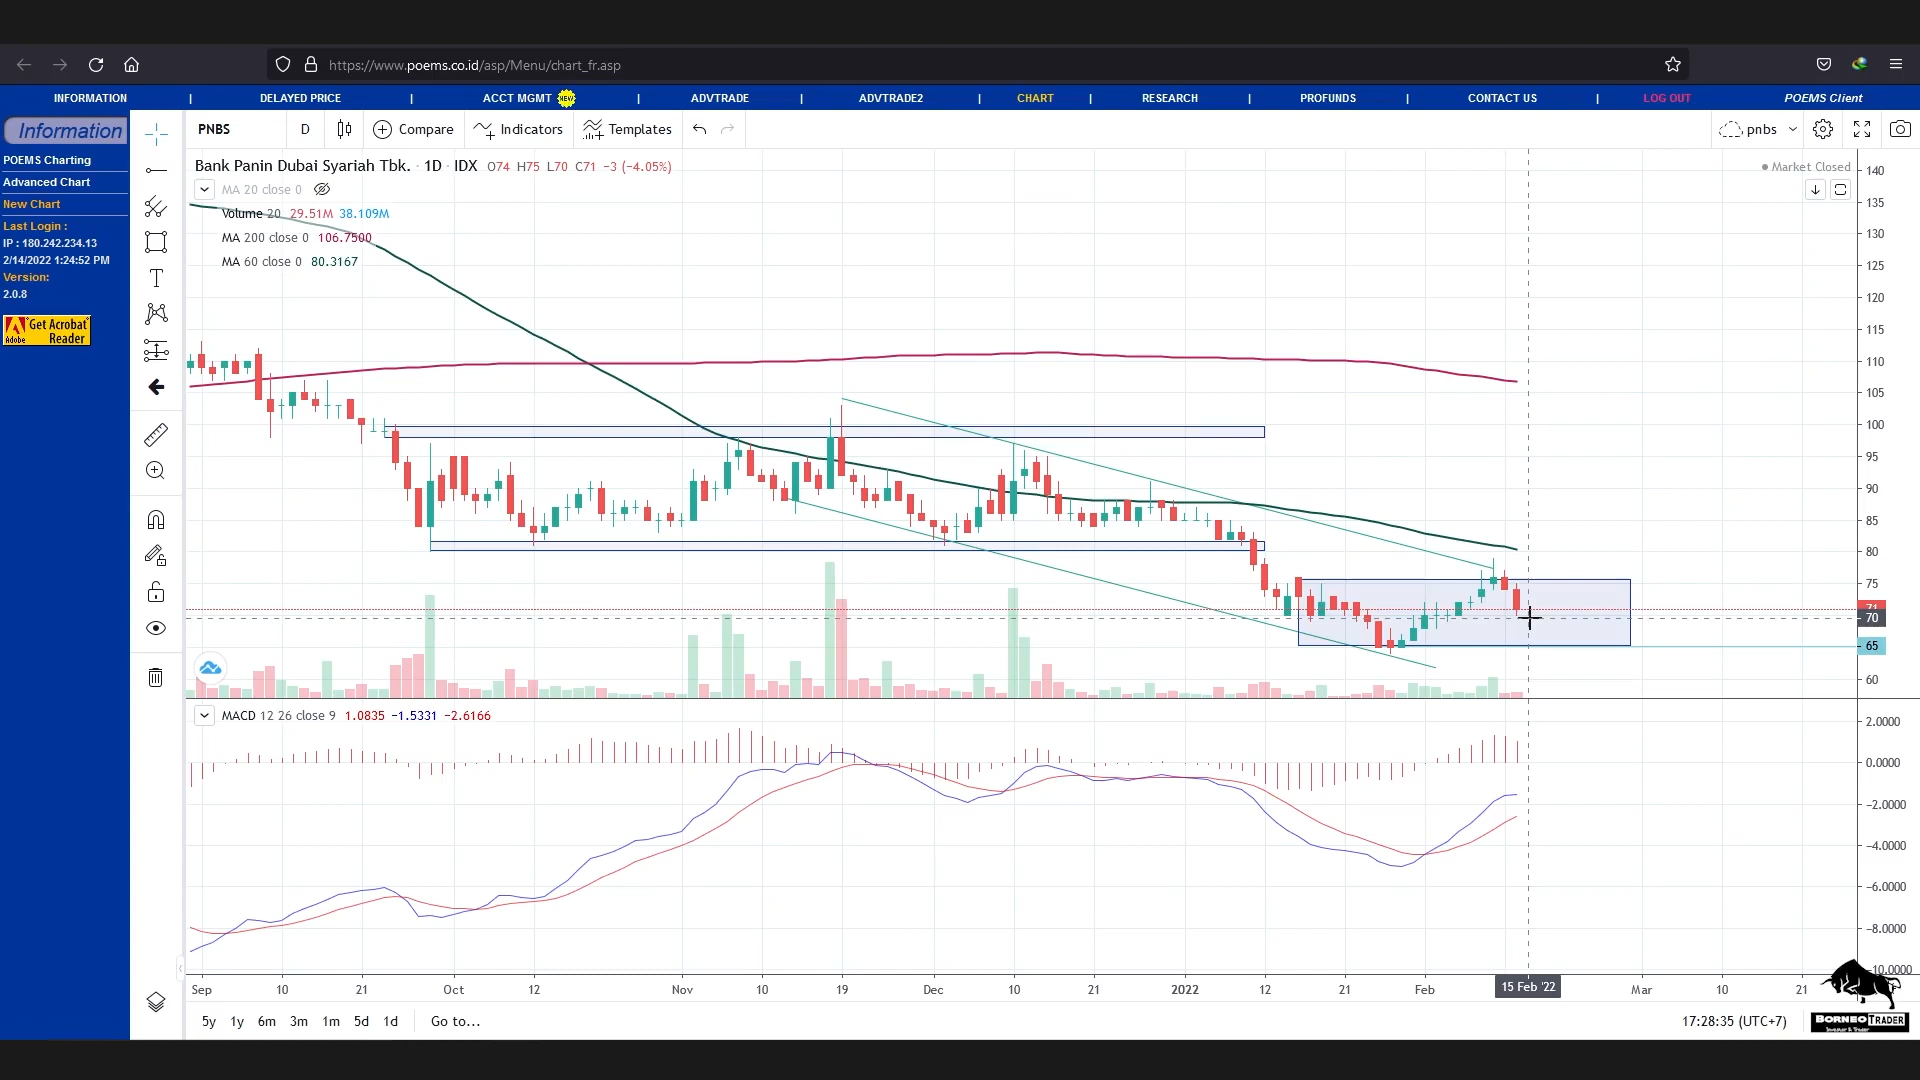 https://www.poems.co.id/asp/Menu/chart_fr.asp
INFORMATION | DELAYED PRICE | ACCT MGMT NEW | ADVTRADE | ADVTRADE2 | CHART | RESEARCH | PROFUNDS | CONTACT US | LOG OUT POEMS Client
Information
POEMS Charting
Advanced Chart
New Chart
Last Login :
IP : 180.242.234.13
2/14/2022 1:24:52 PM
Version:
2.0.8
Get Acrobat
Adobe Reader
PNBS D Compare Indicators Templates pnbs
Bank Panin Dubai Syariah Tbk. · 1D · IDX O74 H75 L70 C71 −3 (−4.05%)
Market Closed
MA 20 close 0
Volume 20 29.51M 38.109M
MA 200 close 0 106.7500
MA 60 close 0 80.3167
140
135
130
125
120
115
110
105
100
95
90
85
80
75
71
70
65
60
MACD 12 26 close 9 1.0835 −1.5331 −2.6166
2.0000
0.0000
−2.0000
−4.0000
−6.0000
−8.0000
−10.0000
Sep 10 21 Oct 12 Nov 10 19 Dec 10 21 2022 12 21 Feb 15 Feb '22 Mar 10 21
5y 1y 6m 3m 1m 5d 1d Go to... 17:28:35 (UTC+7)
BORNEO TRADER
Investor & Trader